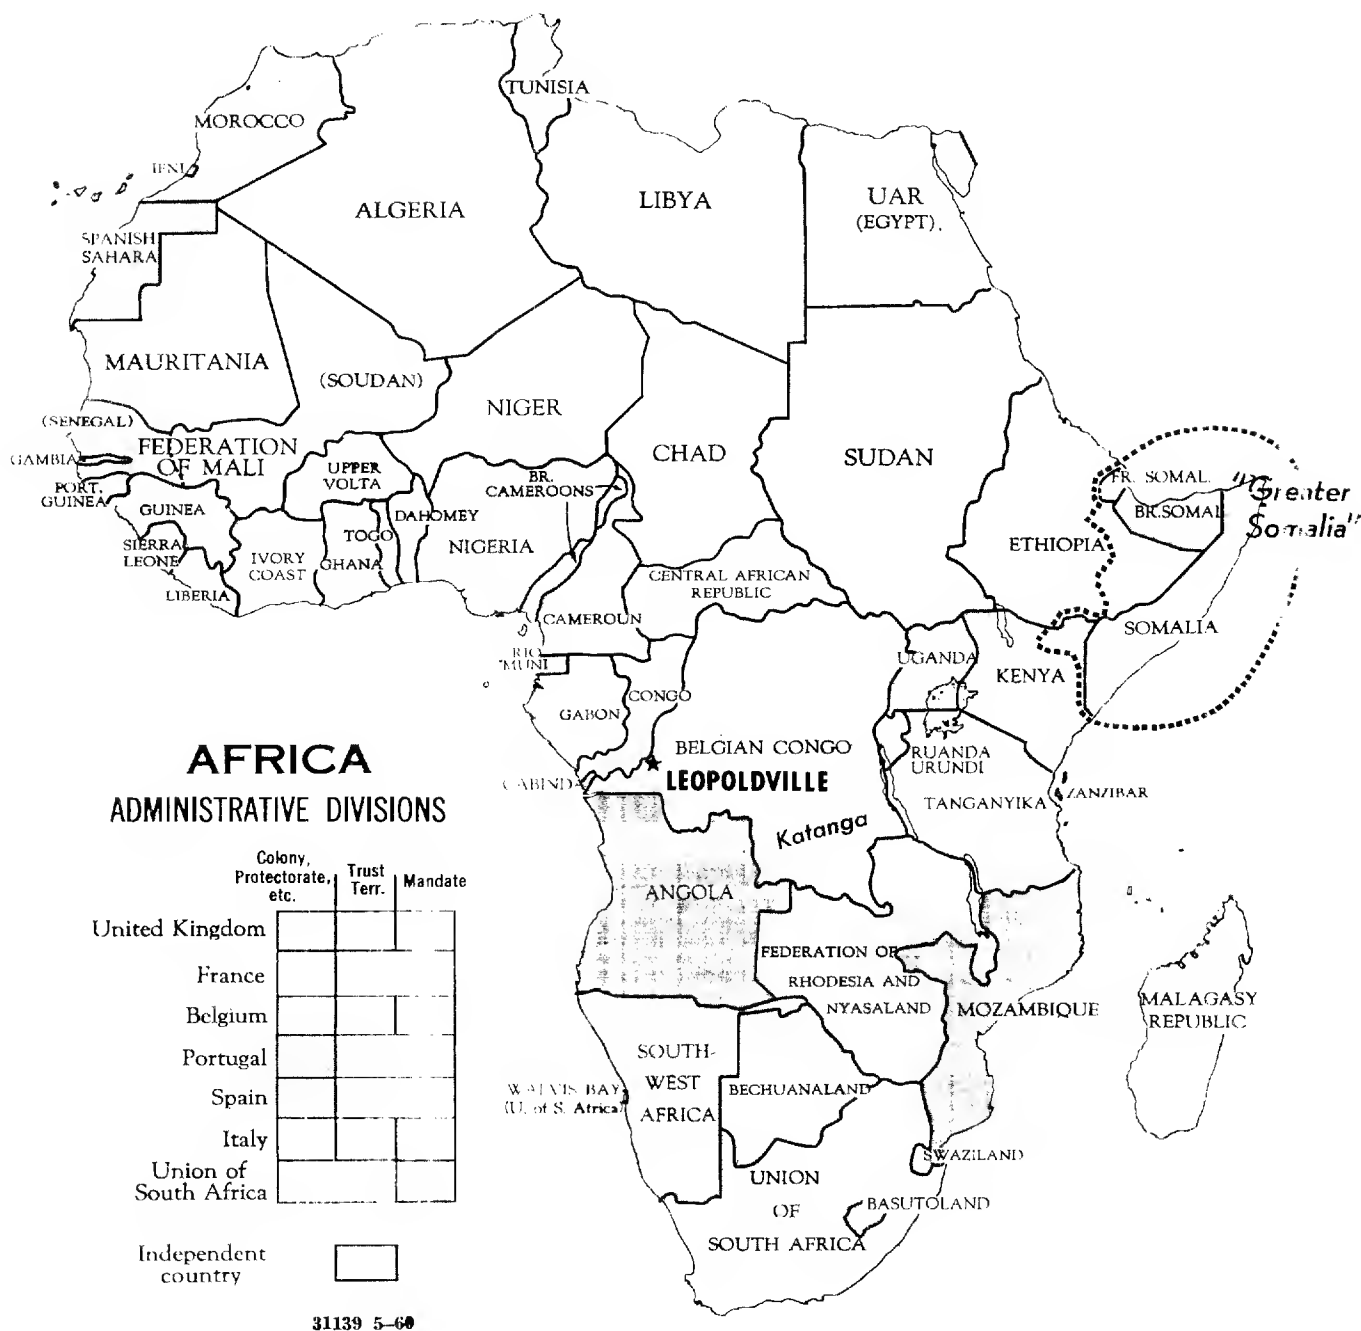 TUNISIA
MOROCCO
IFNI
ALGERIA
LIBYA
UAR
(EGYPT)
SPANISH
SAHARA
MAURITANIA
(SOUDAN)
NIGER
CHAD
SUDAN
(SENEGAL)
FEDERATION
OF MALI
GAMBIA
PORT.
GUINEA
GUINEA
UPPER
VOLTA
BR.
CAMEROONS
DAHOMEY
NIGERIA
SIERRA
LEONE
LIBERIA
IVORY
COAST
GHANA
TOGO
FR. SOMAL.
BR. SOMAL.
"Greater
Somalia"
ETHIOPIA
CENTRAL AFRICAN
REPUBLIC
CAMEROUN
SOMALIA
RIO
MUNI
UGANDA
KENYA
CONGO
GABON
BELGIAN CONGO
RUANDA
URUNDI
CABIND
LEOPOLDVILLE
TANGANYIKA
ZANZIBAR
Katanga
ANGOLA
FEDERATION OF
RHODESIA AND
NYASALAND
MOZAMBIQUE
MALAGASY
REPUBLIC
SOUTH-
WEST
AFRICA
WALVIS BAY
(U. of S. Africa)
BECHUANALAND
SWAZILAND
UNION
OF
SOUTH AFRICA
BASUTOLAND
AFRICA
ADMINISTRATIVE DIVISIONS
Colony,
Protectorate,
etc.
Trust
Terr.
Mandate
United Kingdom
France
Belgium
Portugal
Spain
Italy
Union of
South Africa
Independent
country
31139 5-60